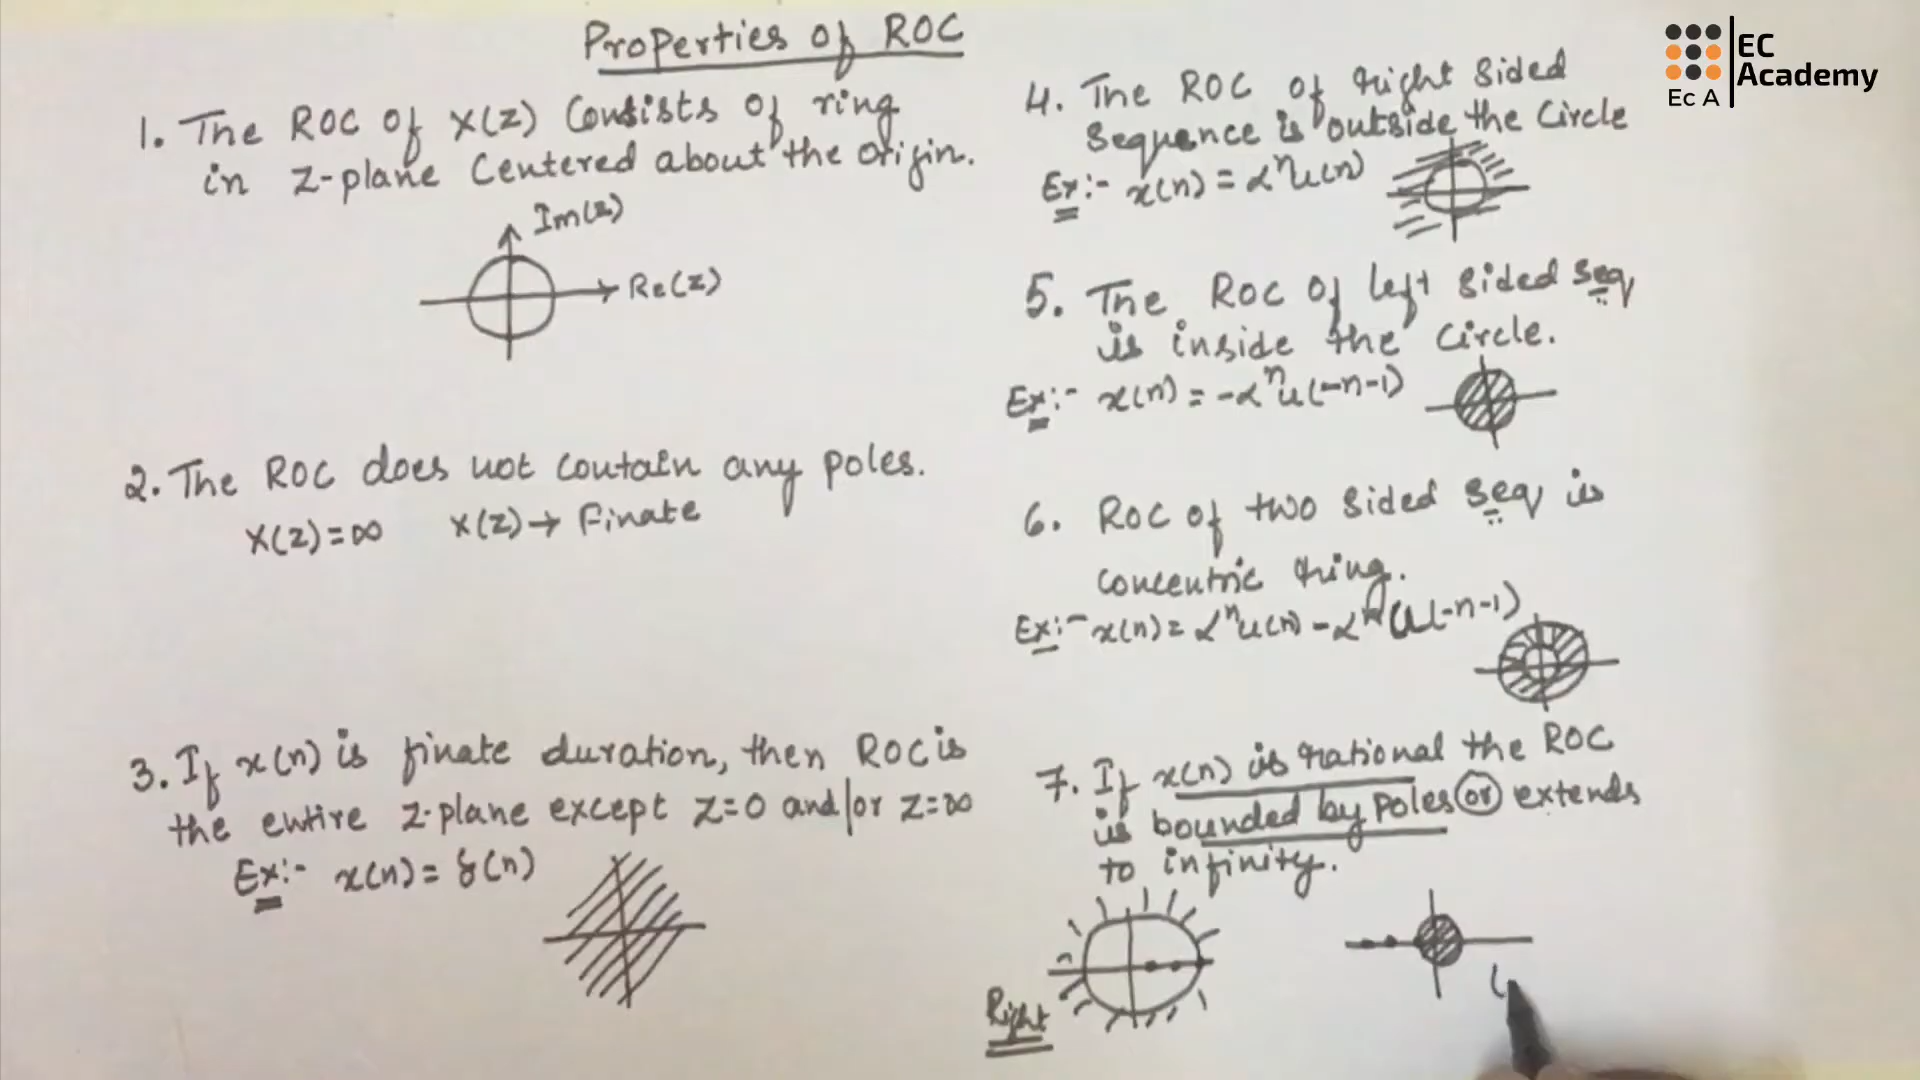 Properties of ROC
1. The ROC of X(z) Consists of ring
in z-plane Centered about the origin.
Im(z)
Re(z)
2. The ROC does not contain any poles.
X(z)=∞ X(z)→ Finate
3. If x(n) is finate duration, then ROC is
the entire z-plane except z=0 and/or z=∞
Ex:- x(n) = δ(n)
4. The ROC of right sided
sequence is outside the circle
Ex:- x(n) = αⁿu(n)
5. The ROC of left sided seq
is inside the circle.
Ex:- x(n) = -αⁿu(-n-1)
6. ROC of two sided seq is
concentric ring.
Ex:- x(n) = αⁿu(n) - αⁿu(-n-1)
7. If x(n) is rational the ROC
is bounded by poles or extends
to infinity.
Right
EC
Academy
Ec A